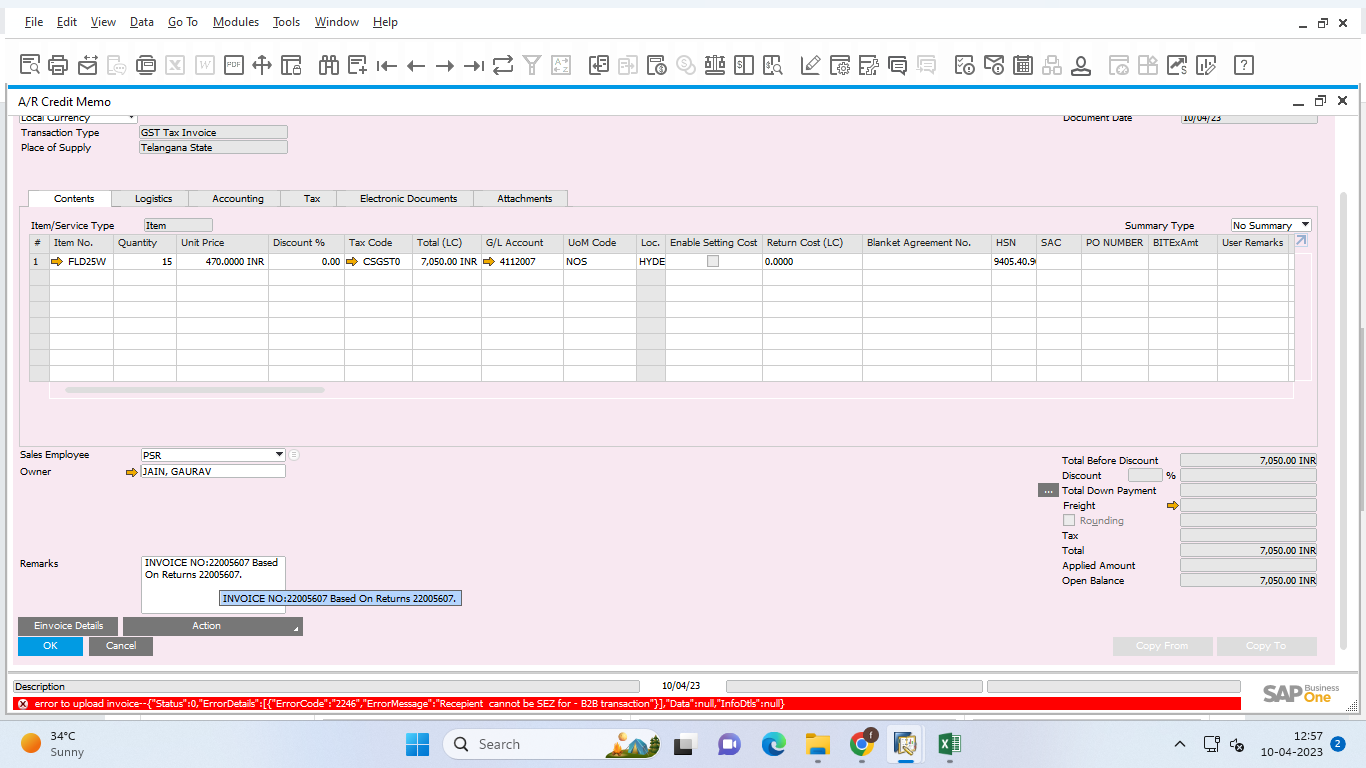 File Edit View Data Go To Modules Tools Window Help
A/R Credit Memo
Local Currency Document Date 10/04/23
Transaction Type GST Tax Invoice
Place of Supply Telangana State
Contents Logistics Accounting Tax Electronic Documents Attachments
Item/Service Type Item Summary Type No Summary
# Item No. Quantity Unit Price Discount % Tax Code Total (LC) G/L Account UoM Code Loc. Enable Setting Cost Return Cost (LC) Blanket Agreement No. HSN SAC PO NUMBER BITExAmt User Remarks
1 FLD25W 15 470.0000 INR 0.00 CSGST0 7,050.00 INR 4112007 NOS HYDE 0.0000 9405.40.9
Sales Employee PSR
Owner JAIN, GAURAV
Total Before Discount 7,050.00 INR
Discount %
... Total Down Payment
Freight
Rounding
Tax
Total 7,050.00 INR
Applied Amount
Open Balance 7,050.00 INR
Remarks INVOICE NO:22005607 Based
On Returns 22005607.
INVOICE NO:22005607 Based On Returns 22005607.
Einvoice Details Action
OK Cancel Copy From Copy To
Description 10/04/23
error to upload invoice--{"Status":0,"ErrorDetails":[{"ErrorCode":"2246","ErrorMessage":"Recepient cannot be SEZ for - B2B transaction"}],"Data":null,"InfoDtls":null}
SAP Business One
34°C
Sunny
Search
12:57
10-04-2023 2